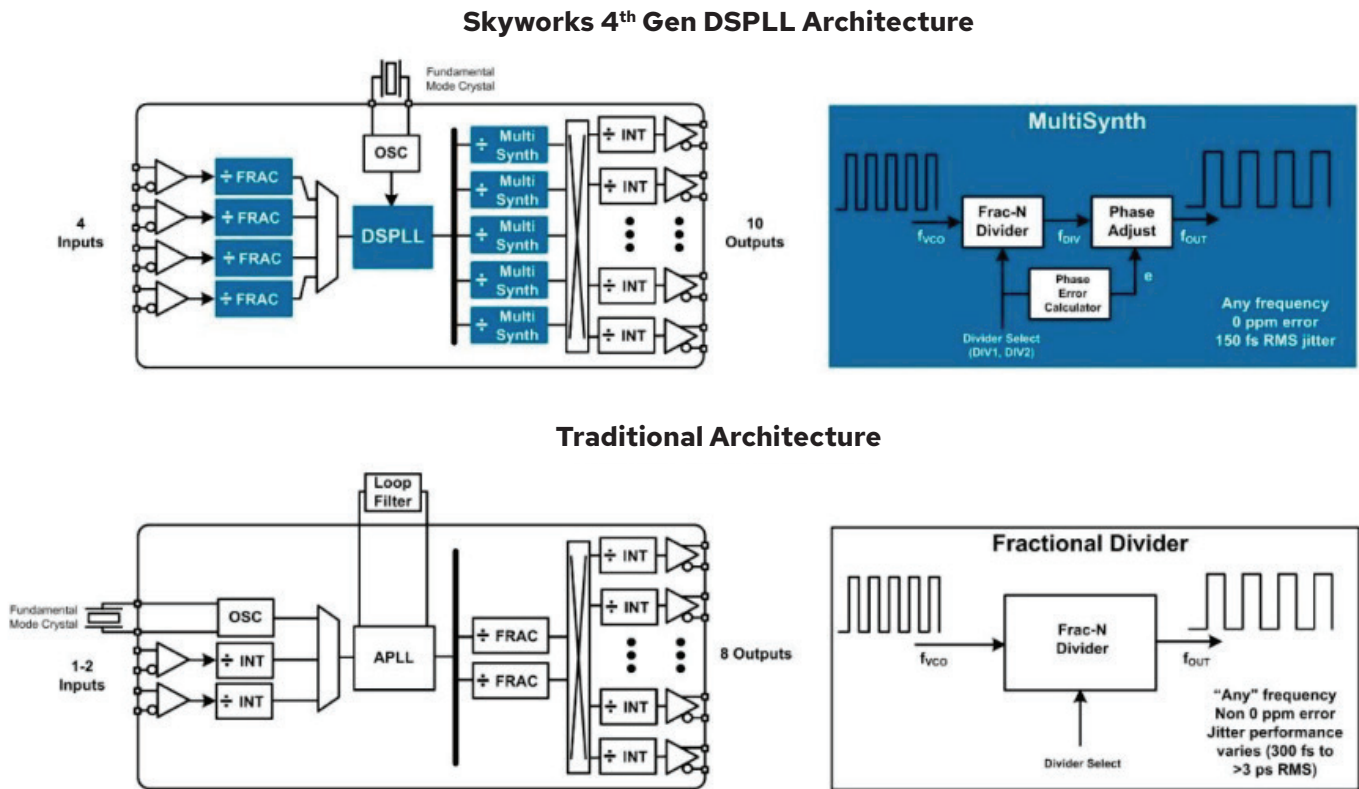 Skyworks 4th Gen DSPLL Architecture
Fundamental
Mode Crystal
OSC
4
Inputs
÷ FRAC
÷ FRAC
÷ FRAC
÷ FRAC
DSPLL
÷ Multi
Synth
÷ Multi
Synth
÷ Multi
Synth
÷ Multi
Synth
÷ Multi
Synth
÷ INT
÷ INT
÷ INT
÷ INT
10
Outputs
MultiSynth
fVCO
Frac-N
Divider
fDIV
Phase
Adjust
fOUT
Phase
Error
Calculator
e
Divider Select
(DIV1, DIV2)
Any frequency
0 ppm error
150 fs RMS jitter
Traditional Architecture
Loop
Filter
Fundamental
Mode Crystal
OSC
1-2
Inputs
÷ INT
÷ INT
APLL
÷ FRAC
÷ FRAC
÷ INT
÷ INT
÷ INT
÷ INT
8 Outputs
Fractional Divider
fVCO
Frac-N
Divider
fOUT
Divider Select
"Any" frequency
Non 0 ppm error
Jitter performance
varies (300 fs to
>3 ps RMS)